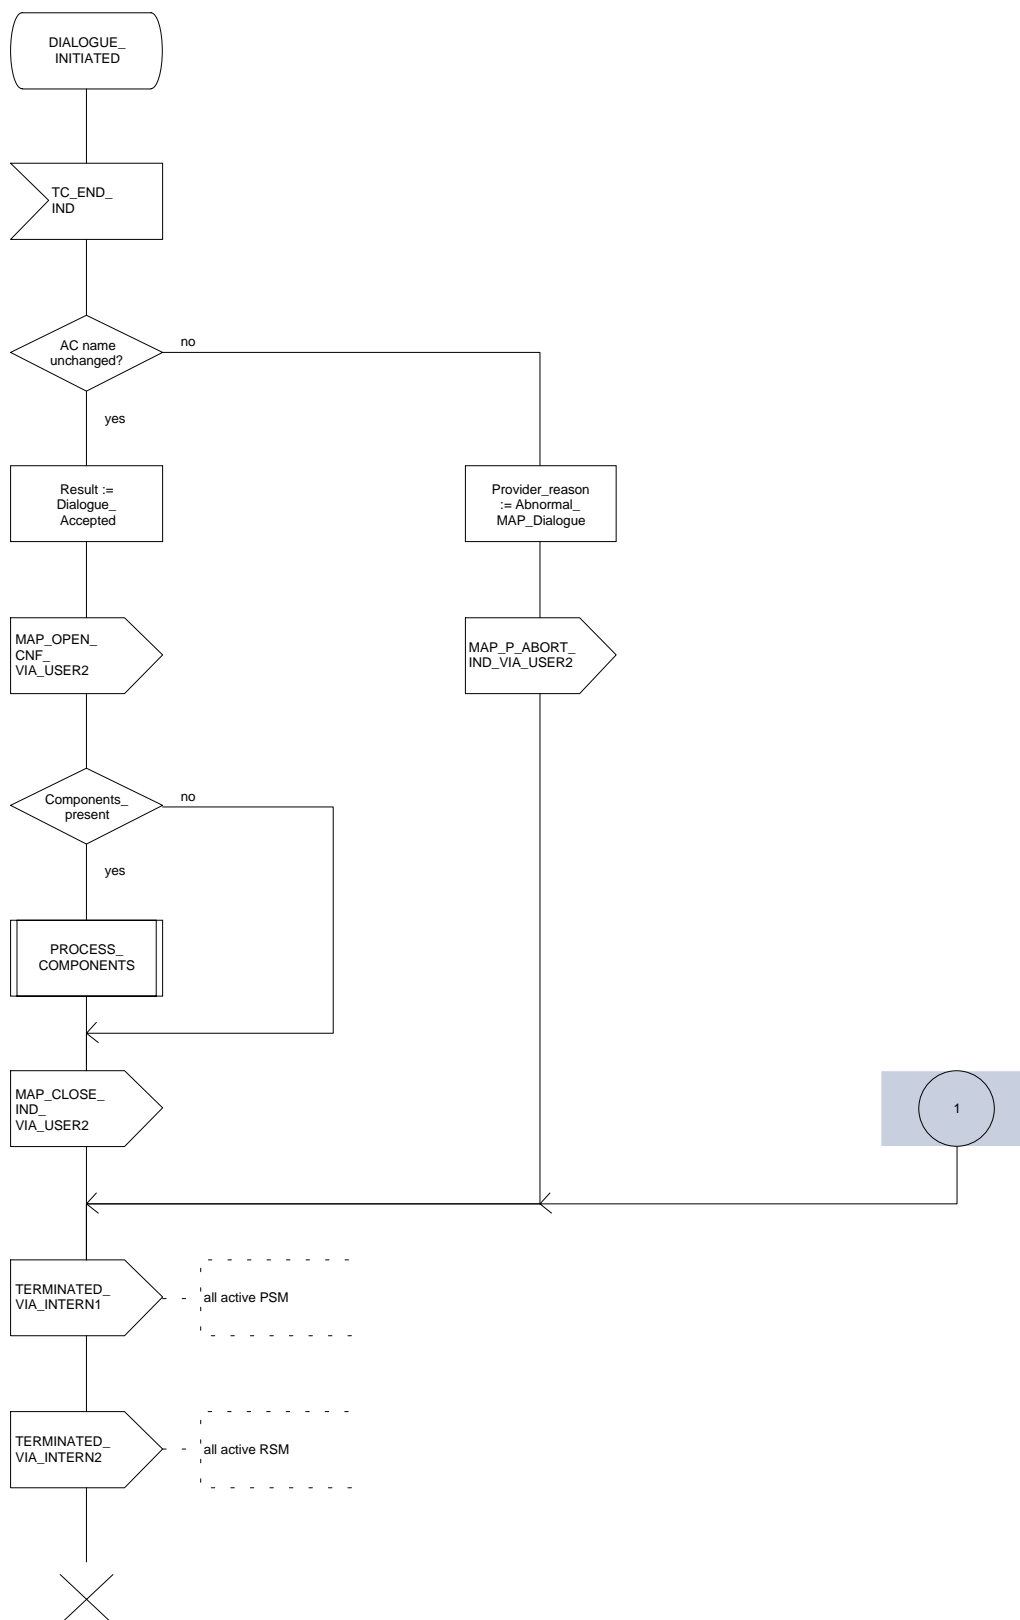 DIALOGUE_
INITIATED
TC_END_
IND
AC name
unchanged?
no
yes
Result :=
Dialogue_
Accepted
Provider_reason
:= Abnormal_
MAP_Dialogue
MAP_OPEN_
CNF_
VIA_USER2
MAP_P_ABORT_
IND_VIA_USER2
Components_
present
no
yes
PROCESS_
COMPONENTS
MAP_CLOSE_
IND_
VIA_USER2
1
TERMINATED_
VIA_INTERN1
all active PSM
TERMINATED_
VIA_INTERN2
all active RSM